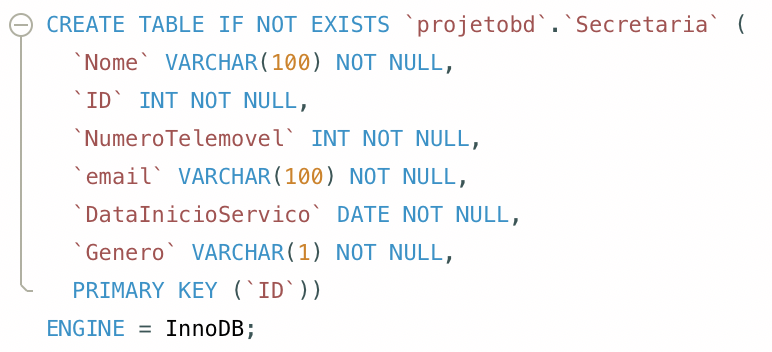 CREATE TABLE IF NOT EXISTS `projetobd`.`Secretaria` (
`Nome` VARCHAR(100) NOT NULL,
`ID` INT NOT NULL,
`NumeroTelemovel` INT NOT NULL,
`email` VARCHAR(100) NOT NULL,
`DataInicioServico` DATE NOT NULL,
`Genero` VARCHAR(1) NOT NULL,
PRIMARY KEY (`ID`))
ENGINE = InnoDB;